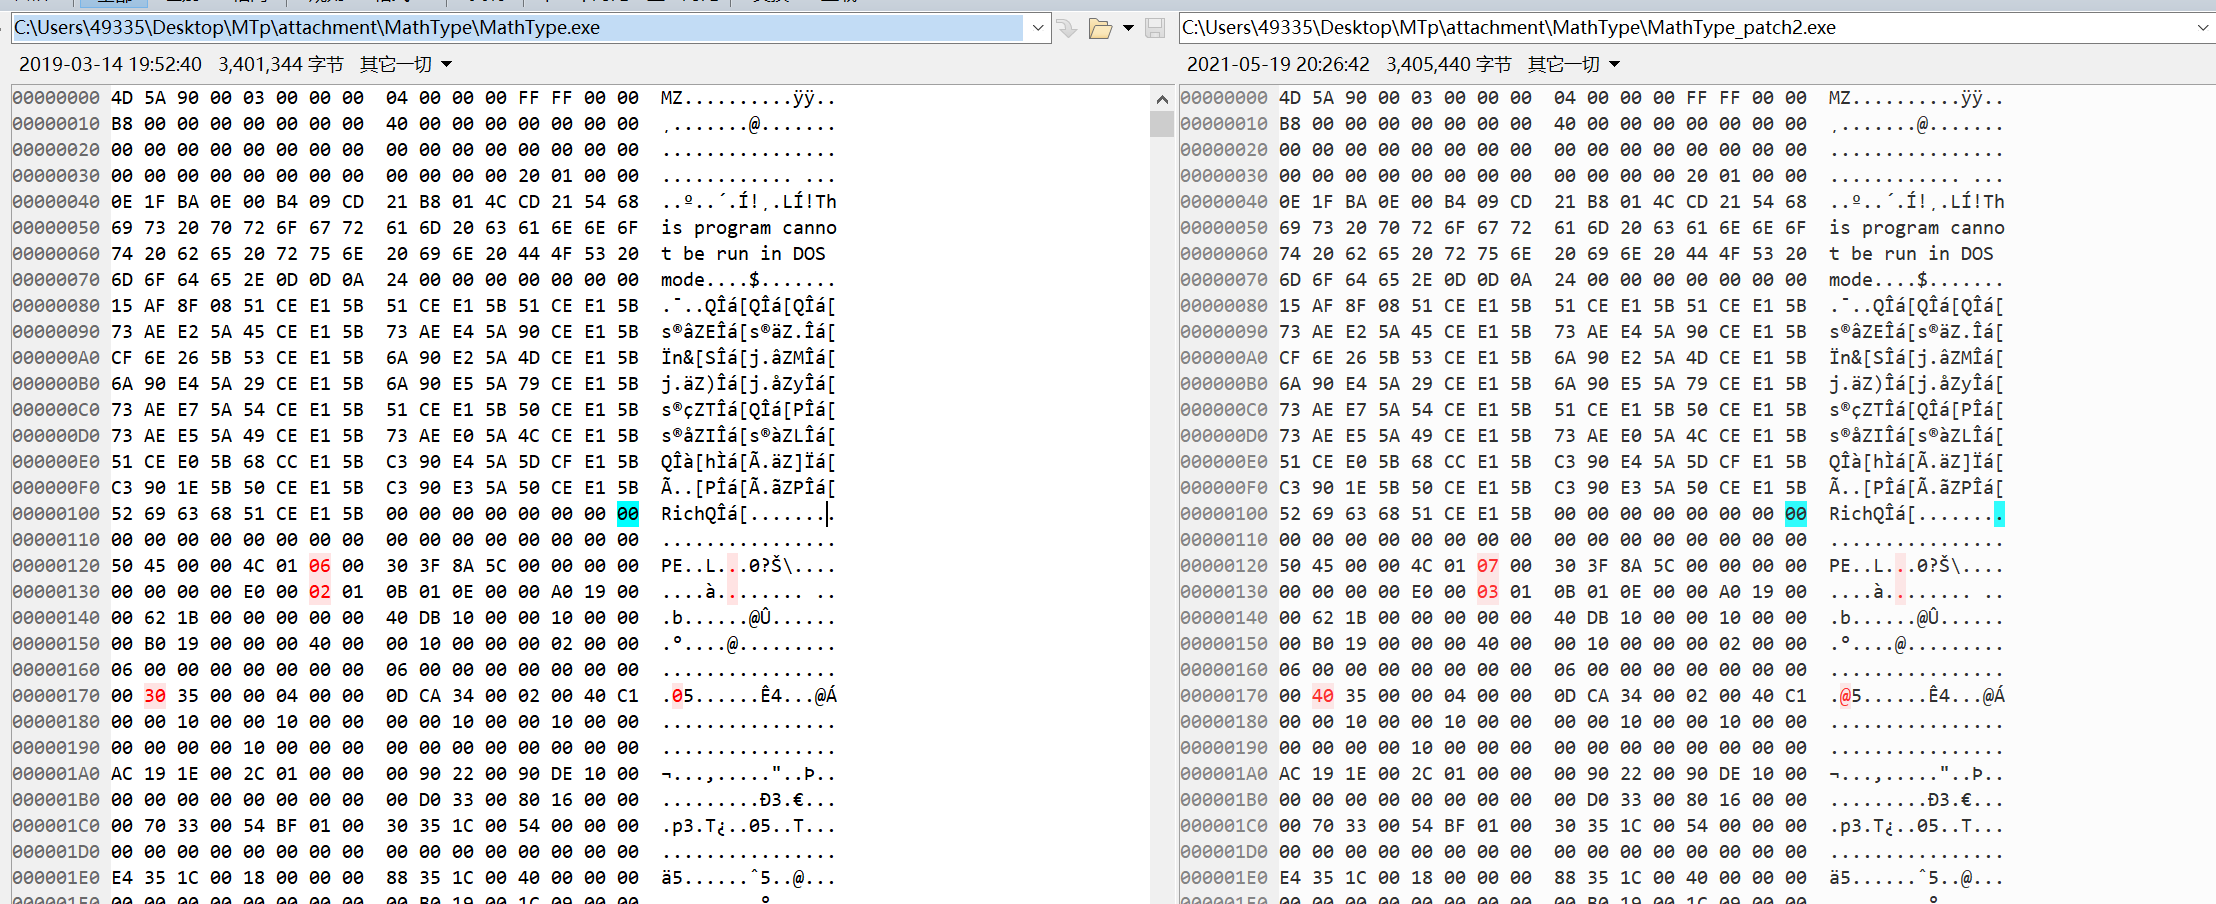 C:\Users\49335\Desktop\MTp\attachment\MathType\MathType.exe
2019-03-14 19:52:40 3,401,344 字节 其它一切
00000000 4D 5A 90 00 03 00 00 00 04 00 00 00 FF FF 00 00 MZ..........ÿÿ..
00000010 B8 00 00 00 00 00 00 00 40 00 00 00 00 00 00 00 ¸.......@.......
00000020 00 00 00 00 00 00 00 00 00 00 00 00 00 00 00 00 ................
00000030 00 00 00 00 00 00 00 00 00 00 00 00 20 01 00 00 ............ ...
00000040 0E 1F BA 0E 00 B4 09 CD 21 B8 01 4C CD 21 54 68 ..º..´.Í!¸.LÍ!Th
00000050 69 73 20 70 72 6F 67 72 61 6D 20 63 61 6E 6E 6F is program canno
00000060 74 20 62 65 20 72 75 6E 20 69 6E 20 44 4F 53 20 t be run in DOS
00000070 6D 6F 64 65 2E 0D 0D 0A 24 00 00 00 00 00 00 00 mode....$.......
00000080 15 AF 8F 08 51 CE E1 5B 51 CE E1 5B 51 CE E1 5B .¯..QÎá[QÎá[QÎá[
00000090 73 AE E2 5A 45 CE E1 5B 73 AE E4 5A 90 CE E1 5B s®âZEÎá[s®äZ.Îá[
000000A0 CF 6E 26 5B 53 CE E1 5B 6A 90 E2 5A 4D CE E1 5B Ïn&[SÎá[j.âZMÎá[
000000B0 6A 90 E4 5A 29 CE E1 5B 6A 90 E5 5A 79 CE E1 5B j.äZ)Îá[j.åZyÎá[
000000C0 73 AE E7 5A 54 CE E1 5B 51 CE E1 5B 50 CE E1 5B s®çZTÎá[QÎá[PÎá[
000000D0 73 AE E5 5A 49 CE E1 5B 73 AE E0 5A 4C CE E1 5B s®åZIÎá[s®àZLÎá[
000000E0 51 CE E0 5B 68 CC E1 5B C3 90 E4 5A 5D CF E1 5B QÎà[hÌá[Ã.äZ]Ïá[
000000F0 C3 90 1E 5B 50 CE E1 5B C3 90 E3 5A 50 CE E1 5B Ã..[PÎá[Ã.ãZPÎá[
00000100 52 69 63 68 51 CE E1 5B 00 00 00 00 00 00 00 00 RichQÎá[........
00000110 00 00 00 00 00 00 00 00 00 00 00 00 00 00 00 00 ................
00000120 50 45 00 00 4C 01 06 00 30 3F 8A 5C 00 00 00 00 PE..L...0?Š\....
00000130 00 00 00 00 E0 00 02 01 0B 01 0E 00 00 A0 19 00 ....à........ ..
00000140 00 62 1B 00 00 00 00 00 40 DB 10 00 00 10 00 00 .b......@Û......
00000150 00 B0 19 00 00 00 40 00 00 10 00 00 00 02 00 00 .°....@.........
00000160 06 00 00 00 00 00 00 00 06 00 00 00 00 00 00 00 ................
00000170 00 30 35 00 00 04 00 00 0D CA 34 00 02 00 40 C1 .05......Ê4...@Á
00000180 00 00 10 00 00 10 00 00 00 00 10 00 00 10 00 00 ................
00000190 00 00 00 00 10 00 00 00 00 00 00 00 00 00 00 00 ................
000001A0 AC 19 1E 00 2C 01 00 00 00 90 22 00 90 DE 10 00 ¬...,....."..Þ..
000001B0 00 00 00 00 00 00 00 00 00 D0 33 00 80 16 00 00 .........Ð3.€...
000001C0 00 70 33 00 54 BF 01 00 30 35 1C 00 54 00 00 00 .p3.T¿..05..T...
000001D0 00 00 00 00 00 00 00 00 00 00 00 00 00 00 00 00 ................
000001E0 E4 35 1C 00 18 00 00 00 88 35 1C 00 40 00 00 00 ä5......ˆ5..@...
C:\Users\49335\Desktop\MTp\attachment\MathType\MathType_patch2.exe
2021-05-19 20:26:42 3,405,440 字节 其它一切
00000000 4D 5A 90 00 03 00 00 00 04 00 00 00 FF FF 00 00 MZ..........ÿÿ..
00000010 B8 00 00 00 00 00 00 00 40 00 00 00 00 00 00 00 ¸.......@.......
00000020 00 00 00 00 00 00 00 00 00 00 00 00 00 00 00 00 ................
00000030 00 00 00 00 00 00 00 00 00 00 00 00 20 01 00 00 ............ ...
00000040 0E 1F BA 0E 00 B4 09 CD 21 B8 01 4C CD 21 54 68 ..º..´.Í!¸.LÍ!Th
00000050 69 73 20 70 72 6F 67 72 61 6D 20 63 61 6E 6E 6F is program canno
00000060 74 20 62 65 20 72 75 6E 20 69 6E 20 44 4F 53 20 t be run in DOS
00000070 6D 6F 64 65 2E 0D 0D 0A 24 00 00 00 00 00 00 00 mode....$.......
00000080 15 AF 8F 08 51 CE E1 5B 51 CE E1 5B 51 CE E1 5B .¯..QÎá[QÎá[QÎá[
00000090 73 AE E2 5A 45 CE E1 5B 73 AE E4 5A 90 CE E1 5B s®âZEÎá[s®äZ.Îá[
000000A0 CF 6E 26 5B 53 CE E1 5B 6A 90 E2 5A 4D CE E1 5B Ïn&[SÎá[j.âZMÎá[
000000B0 6A 90 E4 5A 29 CE E1 5B 6A 90 E5 5A 79 CE E1 5B j.äZ)Îá[j.åZyÎá[
000000C0 73 AE E7 5A 54 CE E1 5B 51 CE E1 5B 50 CE E1 5B s®çZTÎá[QÎá[PÎá[
000000D0 73 AE E5 5A 49 CE E1 5B 73 AE E0 5A 4C CE E1 5B s®åZIÎá[s®àZLÎá[
000000E0 51 CE E0 5B 68 CC E1 5B C3 90 E4 5A 5D CF E1 5B QÎà[hÌá[Ã.äZ]Ïá[
000000F0 C3 90 1E 5B 50 CE E1 5B C3 90 E3 5A 50 CE E1 5B Ã..[PÎá[Ã.ãZPÎá[
00000100 52 69 63 68 51 CE E1 5B 00 00 00 00 00 00 00 00 RichQÎá[........
00000110 00 00 00 00 00 00 00 00 00 00 00 00 00 00 00 00 ................
00000120 50 45 00 00 4C 01 07 00 30 3F 8A 5C 00 00 00 00 PE..L...0?Š\....
00000130 00 00 00 00 E0 00 03 01 0B 01 0E 00 00 A0 19 00 ....à........ ..
00000140 00 62 1B 00 00 00 00 00 40 DB 10 00 00 10 00 00 .b......@Û......
00000150 00 B0 19 00 00 00 40 00 00 10 00 00 00 02 00 00 .°....@.........
00000160 06 00 00 00 00 00 00 00 06 00 00 00 00 00 00 00 ................
00000170 00 40 35 00 00 04 00 00 0D CA 34 00 02 00 40 C1 .@5......Ê4...@Á
00000180 00 00 10 00 00 10 00 00 00 00 10 00 00 10 00 00 ................
00000190 00 00 00 00 10 00 00 00 00 00 00 00 00 00 00 00 ................
000001A0 AC 19 1E 00 2C 01 00 00 00 90 22 00 90 DE 10 00 ¬...,....."..Þ..
000001B0 00 00 00 00 00 00 00 00 00 D0 33 00 80 16 00 00 .........Ð3.€...
000001C0 00 70 33 00 54 BF 01 00 30 35 1C 00 54 00 00 00 .p3.T¿..05..T...
000001D0 00 00 00 00 00 00 00 00 00 00 00 00 00 00 00 00 ................
000001E0 E4 35 1C 00 18 00 00 00 88 35 1C 00 40 00 00 00 ä5......ˆ5..@...